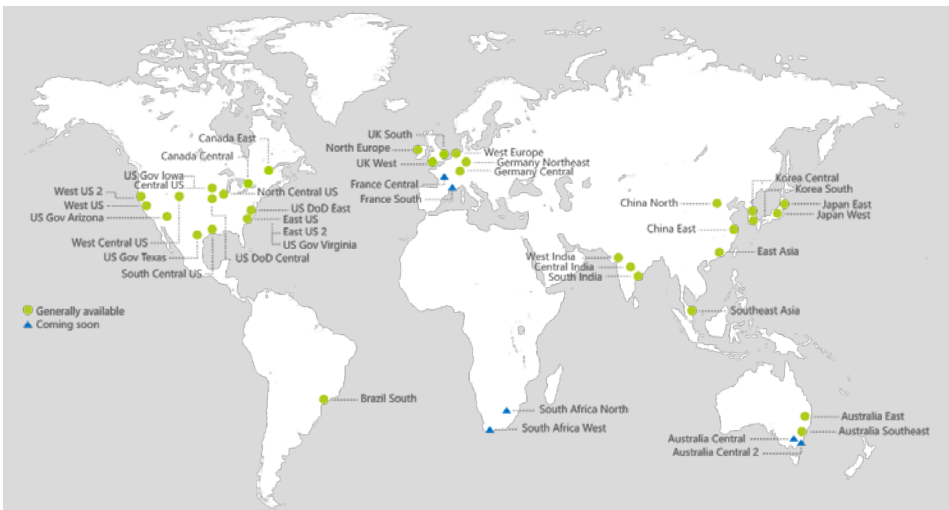 Canada East
Canada Central
US Gov Iowa
Central US
West US 2
West US
US Gov Arizona
West Central US
US Gov Texas
South Central US
North Central US
US DoD East
East US
East US 2
US Gov Virginia
US DoD Central
UK South
North Europe
UK West
West Europe
Germany Northeast
Germany Central
France Central
France South
Korea Central
Korea South
China North
Japan East
Japan West
China East
East Asia
West India
Central India
South India
Southeast Asia
Generally available
Coming soon
Brazil South
South Africa North
South Africa West
Australia East
Australia Southeast
Australia Central
Australia Central 2